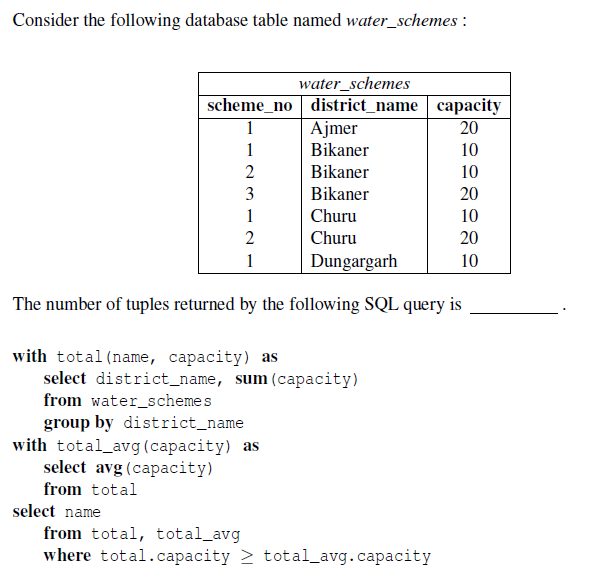 Consider the following database table named water_schemes :
water_schemes
scheme_no district_name capacity
1 Ajmer 20
1 Bikaner 10
2 Bikaner 10
3 Bikaner 20
1 Churu 10
2 Churu 20
1 Dungargarh 10
The number of tuples returned by the following SQL query is _________ .
with total(name, capacity) as
select district_name, sum(capacity)
from water_schemes
group by district_name
with total_avg(capacity) as
select avg(capacity)
from total
select name
from total, total_avg
where total.capacity ≥ total_avg.capacity